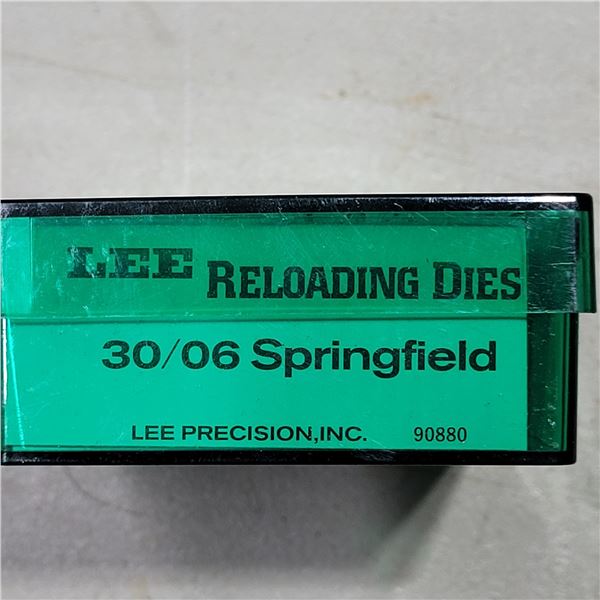 LEE RELOADING DIES
30/06 Springfield
LEE PRECISION,INC. 90880